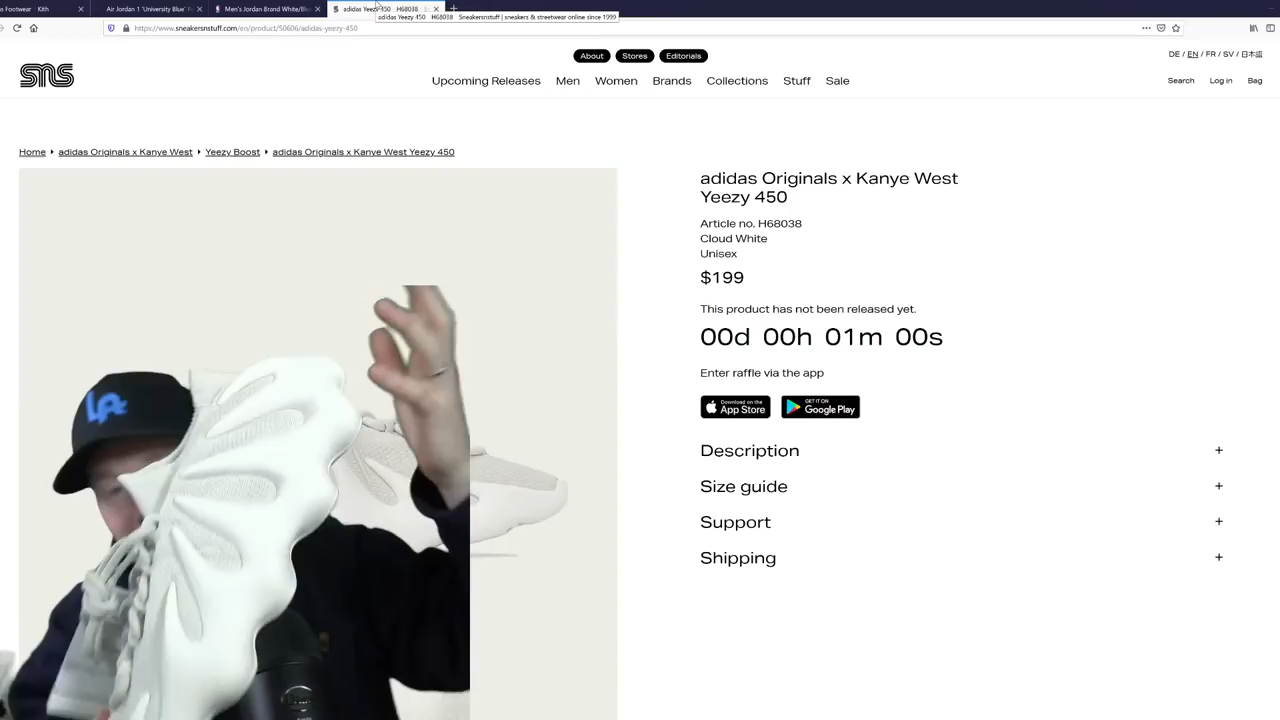 s Footwear Kith
Air Jordan 1 'University Blue' R
Men's Jordan Brand White/Blu
adidas Yeezy 450 H68038
adidas Yeezy 450 H68038 Sneakersnstuff | sneakers & streetwear online since 1999
https://www.sneakersnstuff.com/en/product/50606/adidas-yeezy-450
About Stores Editorials
DE / EN / FR / SV / 日本語
sns
Upcoming Releases Men Women Brands Collections Stuff Sale
Search Log in Bag
Home adidas Originals x Kanye West Yeezy Boost adidas Originals x Kanye West Yeezy 450
adidas Originals x Kanye West
Yeezy 450
Article no. H68038
Cloud White
Unisex
$199
This product has not been released yet.
00d 00h 01m 00s
Enter raffle via the app
Download on the
App Store
GET IT ON
Google Play
Description +
Size guide +
Support +
Shipping +
LA